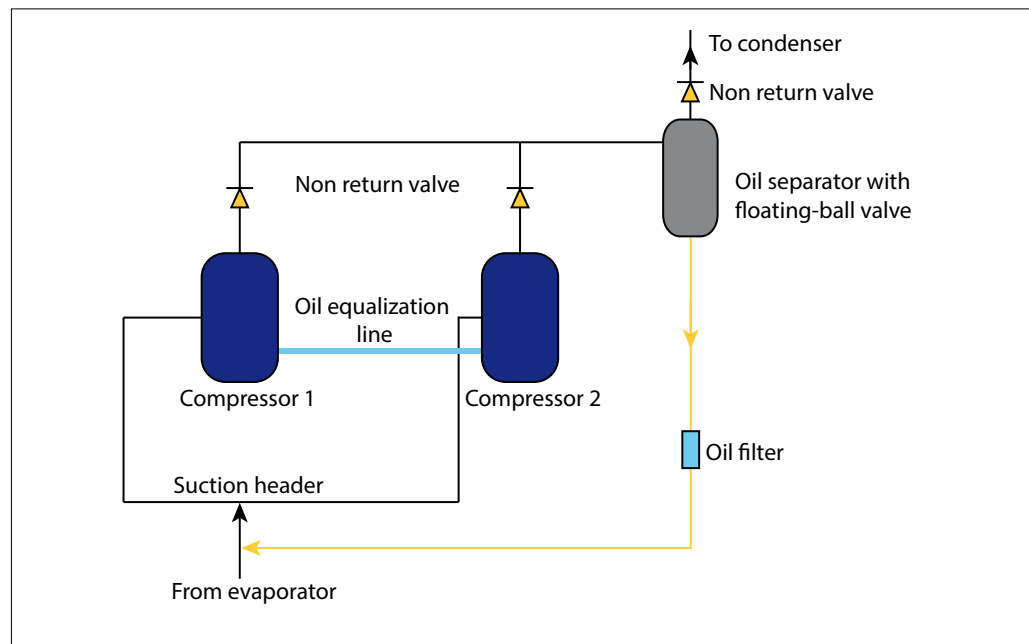 To condenser
Non return valve
Oil separator with
floating-ball valve
Non return valve
Oil equalization
line
Compressor 1
Compressor 2
Oil filter
Suction header
From evaporator